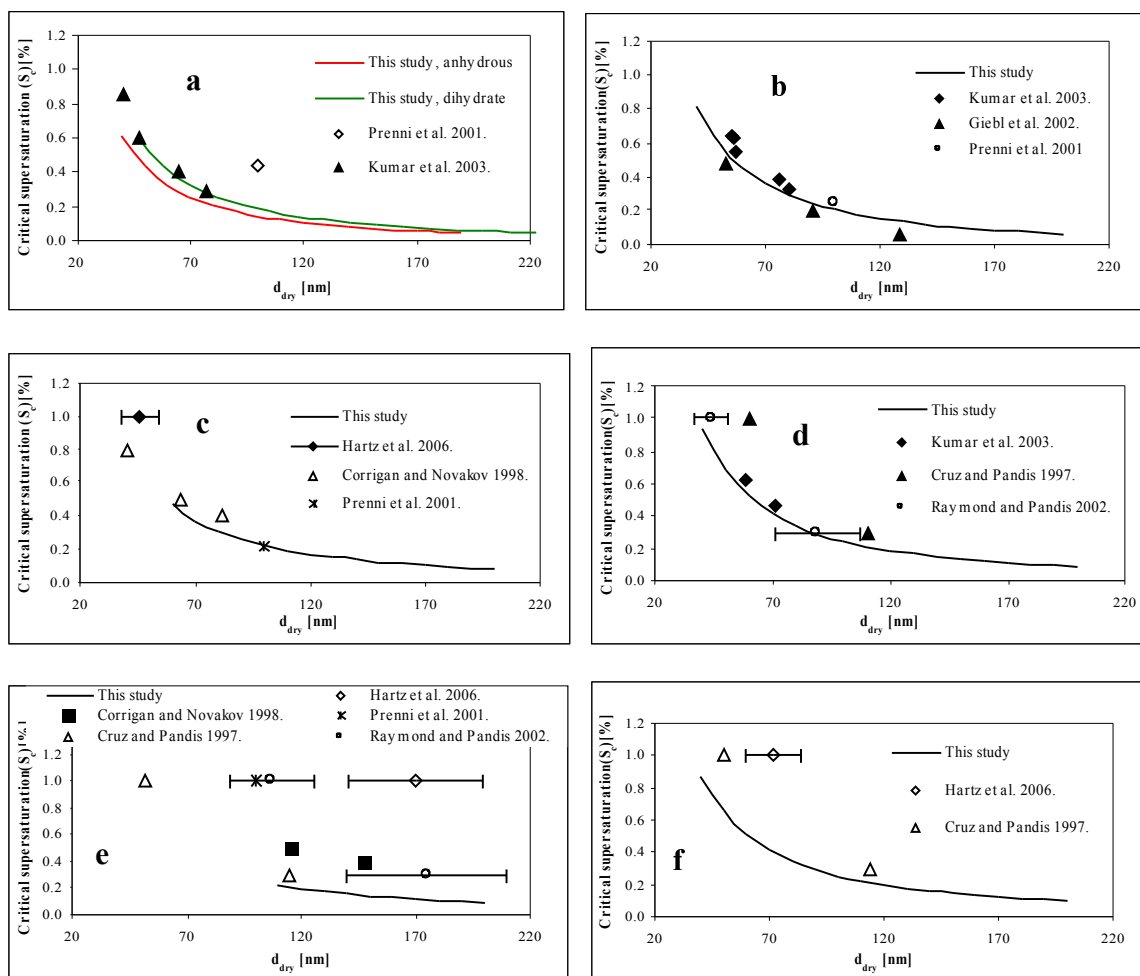 Critical supersaturation (Sc)[%]
1.2
1.0
0.8
0.6
0.4
0.2
0.0
a
This study, anhydrous
This study, dihydrate
Prenni et al. 2001.
Kumar et al. 2003.
20 70 120 170 220
ddry [nm]
Critical supersaturation(Sc)[%]
1.2
1.0
0.8
0.6
0.4
0.2
0.0
b
This study
Kumar et al. 2003.
Giebl et al. 2002.
Prenni et al. 2001
20 70 120 170 220
ddry [nm]
Critical supersaturation (Sc)[%]
1.2
1.0
0.8
0.6
0.4
0.2
0.0
c
This study
Hartz et al. 2006.
Corrigan and Novakov 1998.
Prenni et al. 2001.
20 70 120 170 220
ddry [nm]
Critical supersaturation(Sc)[%]
1.2
1.0
0.8
0.6
0.4
0.2
0.0
d
This study
Kumar et al. 2003.
Cruz and Pandis 1997.
Raymond and Pandis 2002.
20 70 120 170 220
ddry [nm]
This study
Hartz et al. 2006.
Corrigan and Novakov 1998.
Prenni et al. 2001.
Cruz and Pandis 1997.
Raymond and Pandis 2002.
Critical supersaturation(Sc)[%]
1.0
0.8
0.6
0.4
0.2
0.0
e
20 70 120 170 220
ddry [nm]
Critical supersaturation(Sc)[%]
1.2
1.0
0.8
0.6
0.4
0.2
0.0
f
This study
Hartz et al. 2006.
Cruz and Pandis 1997.
20 70 120 170 220
ddry [nm]